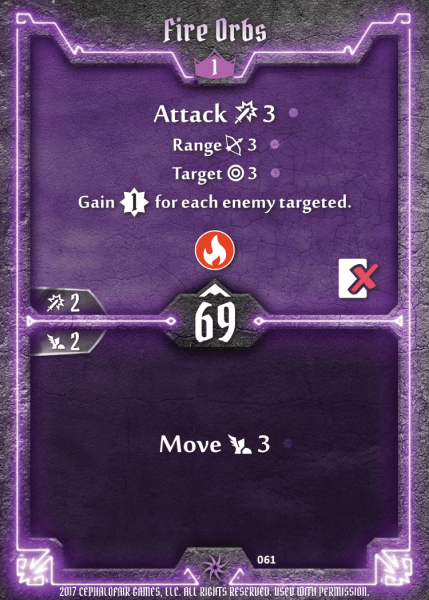 Fire Orbs
1
Attack 3
Range 3
Target 3
Gain 1 for each enemy targeted.
2
69
2
Move 3
061
2017 CEPHALOFAIR GAMES, LLC. ALL RIGHTS RESERVED. USED WITH PERMISSION.